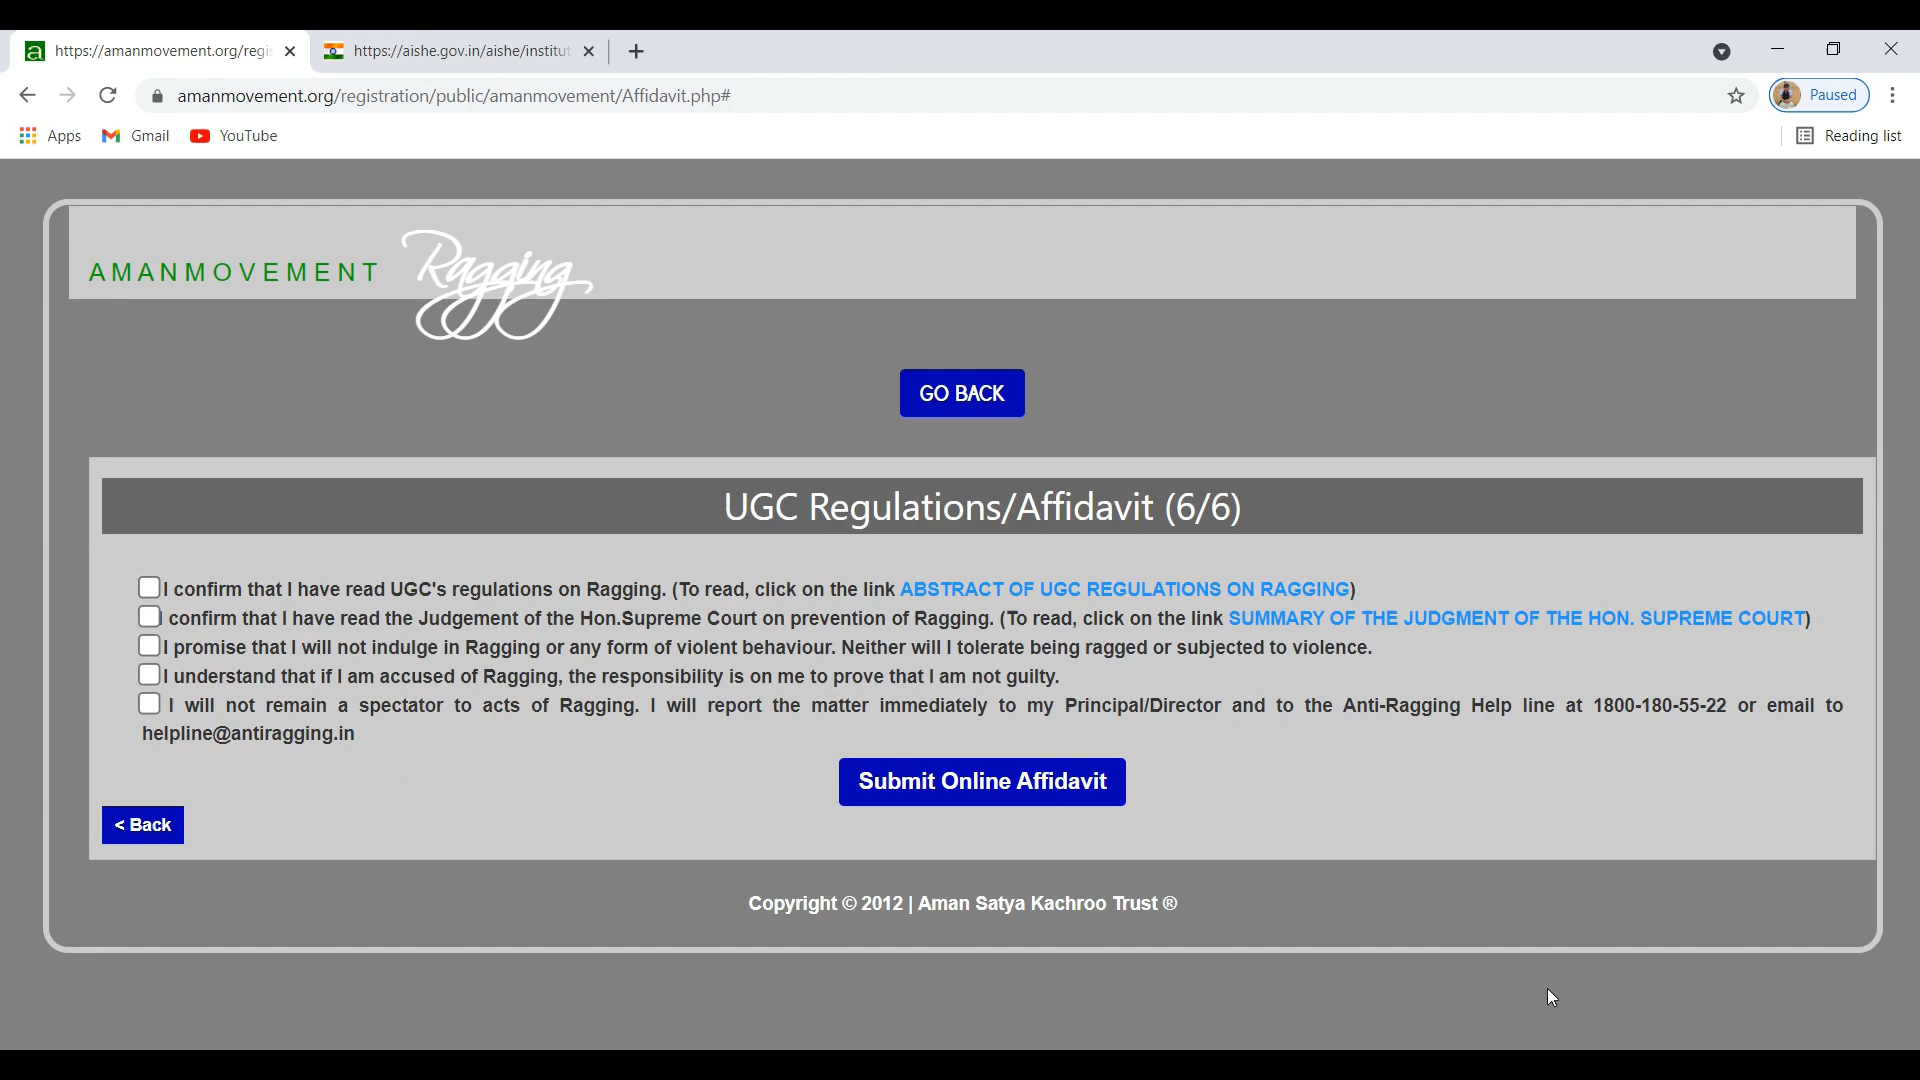 https://amanmovement.org/regis
https://aishe.gov.in/aishe/institut
amanmovement.org/registration/public/amanmovement/Affidavit.php#
Paused
Apps
Gmail
YouTube
Reading list
AMANMOVEMENT
Ragging
GO BACK
UGC Regulations/Affidavit (6/6)
I confirm that I have read UGC's regulations on Ragging. (To read, click on the link ABSTRACT OF UGC REGULATIONS ON RAGGING)
I confirm that I have read the Judgement of the Hon.Supreme Court on prevention of Ragging. (To read, click on the link SUMMARY OF THE JUDGMENT OF THE HON. SUPREME COURT)
I promise that I will not indulge in Ragging or any form of violent behaviour. Neither will I tolerate being ragged or subjected to violence.
I understand that if I am accused of Ragging, the responsibility is on me to prove that I am not guilty.
I will not remain a spectator to acts of Ragging. I will report the matter immediately to my Principal/Director and to the Anti-Ragging Help line at 1800-180-55-22 or email to
helpline@antiragging.in
Submit Online Affidavit
< Back
Copyright © 2012 | Aman Satya Kachroo Trust ®